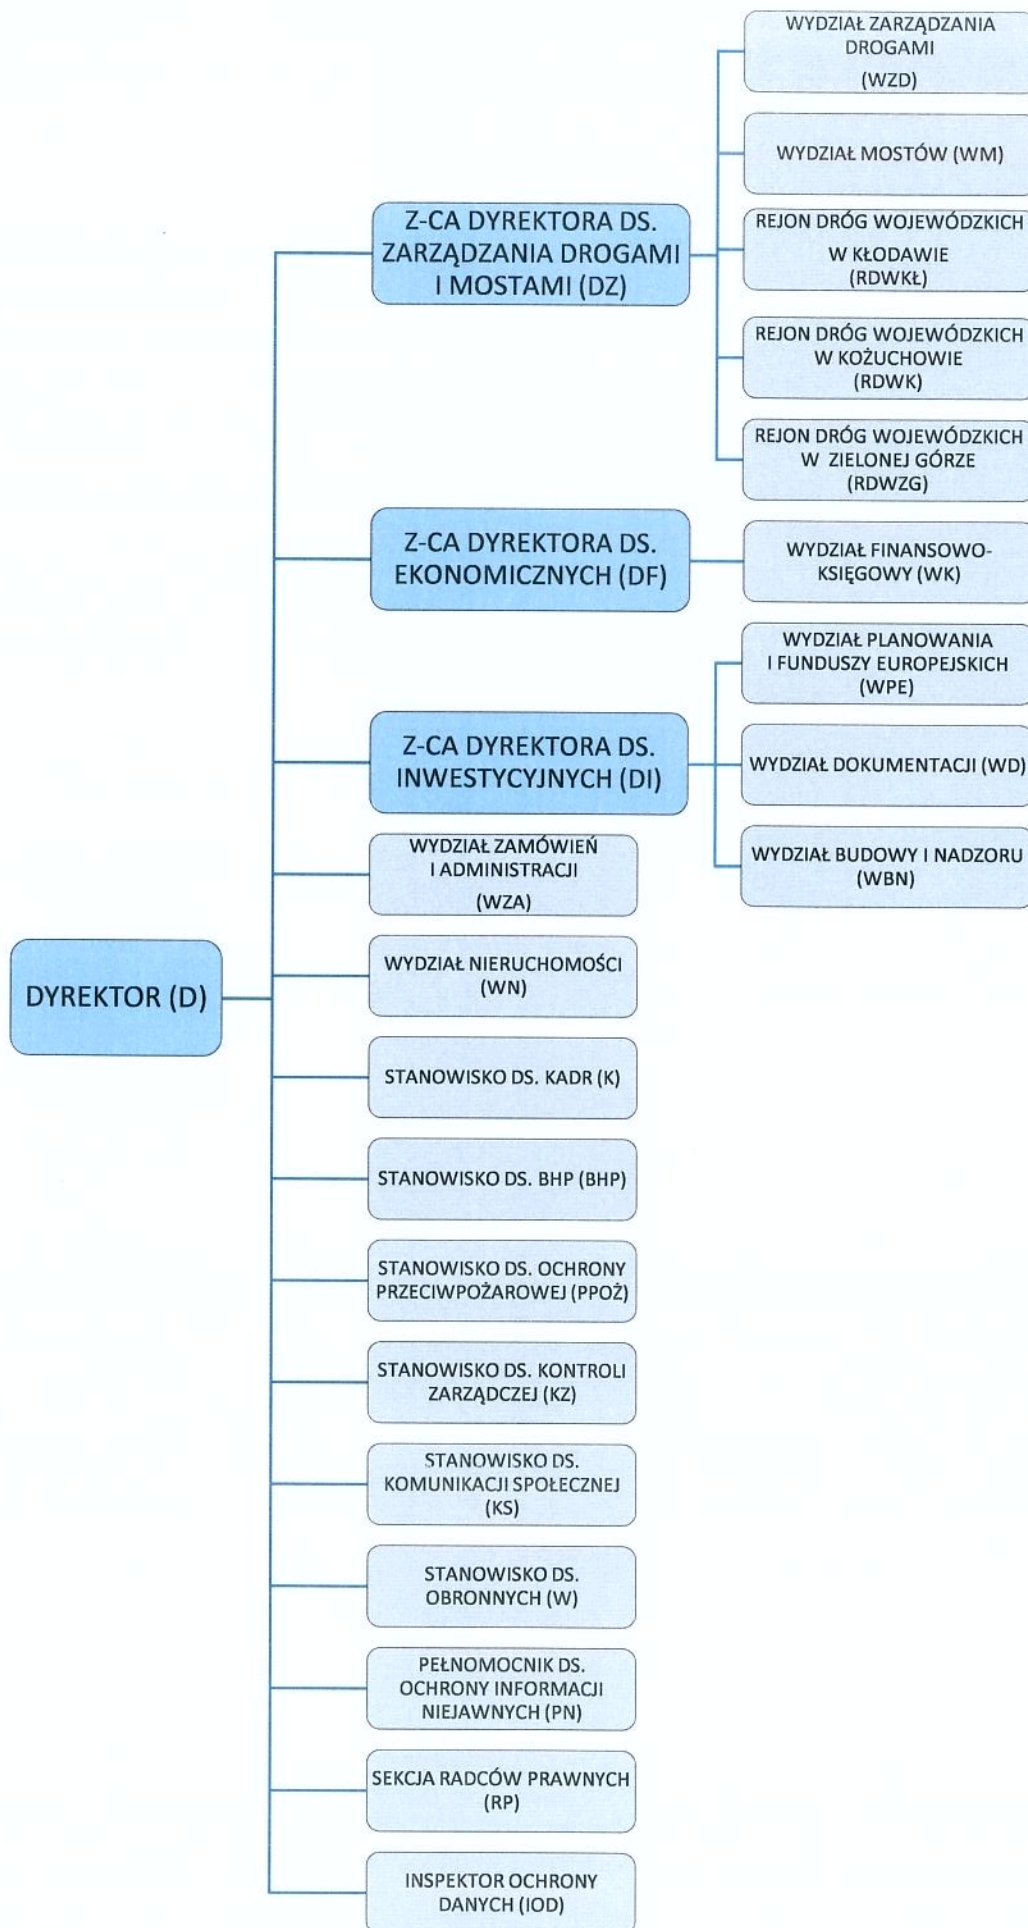 DYREKTOR (D)
Z-CA DYREKTORA DS.
ZARZĄDZANIA DROGAMI
I MOSTAMI (DZ)
WYDZIAŁ ZARZĄDZANIA
DROGAMI
(WZD)
WYDZIAŁ MOSTÓW (WM)
REJON DRÓG WOJEWÓDZKICH
W KŁODAWIE
(RDWKŁ)
REJON DRÓG WOJEWÓDZKICH
W KOŻUCHOWIE
(RDWK)
REJON DRÓG WOJEWÓDZKICH
W ZIELONEJ GÓRZE
(RDWZG)
Z-CA DYREKTORA DS.
EKONOMICZNYCH (DF)
WYDZIAŁ FINANSOWO-
KSIĘGOWY (WK)
Z-CA DYREKTORA DS.
INWESTYCYJNYCH (DI)
WYDZIAŁ PLANOWANIA
I FUNDUSZY EUROPEJSKICH
(WPE)
WYDZIAŁ DOKUMENTACJI (WD)
WYDZIAŁ BUDOWY I NADZORU
(WBN)
WYDZIAŁ ZAMÓWIEŃ
I ADMINISTRACJI
(WZA)
WYDZIAŁ NIERUCHOMOŚCI
(WN)
STANOWISKO DS. KADR (K)
STANOWISKO DS. BHP (BHP)
STANOWISKO DS. OCHRONY
PRZECIWPOŻAROWEJ (PPOŻ)
STANOWISKO DS. KONTROLI
ZARZĄDCZEJ (KZ)
STANOWISKO DS.
KOMUNIKACJI SPOŁECZNEJ
(KS)
STANOWISKO DS.
OBRONNYCH (W)
PEŁNOMOCNIK DS.
OCHRONY INFORMACJI
NIEJAWNYCH (PN)
SEKCJA RADCÓW PRAWNYCH
(RP)
INSPEKTOR OCHRONY
DANYCH (IOD)